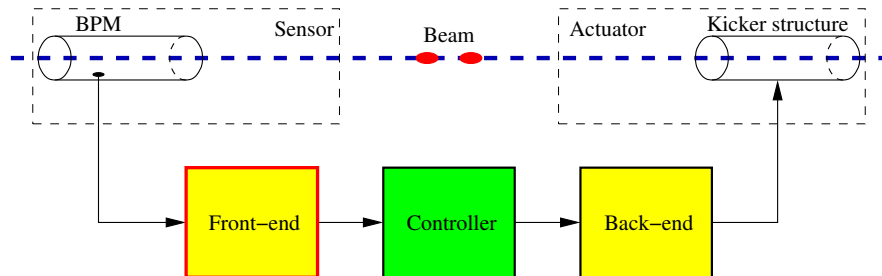 BPM
Sensor
Beam
Actuator
Kicker structure
Front−end
Controller
Back−end